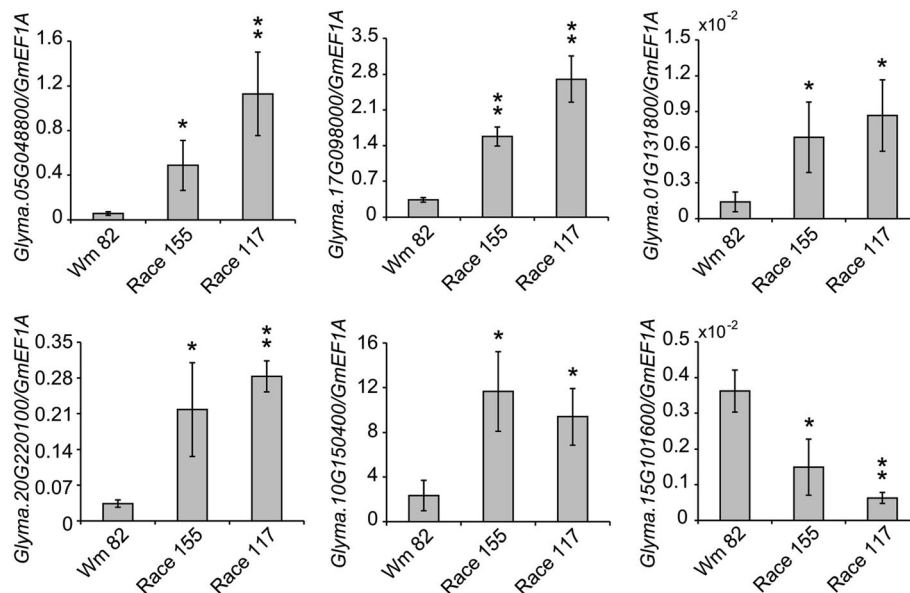 Glyma.05G048800/GmEF1A
1.6
1.2
0.8
0.4
0
*
**
Wm 82
Race 155
Race 117
Glyma.17G098000/GmEF1A
3.5
2.8
2.1
1.4
0.7
0
**
**
Wm 82
Race 155
Race 117
x10-2
Glyma.01G131800/GmEF1A
1.5
1.2
0.9
0.6
0.3
0
*
*
Wm 82
Race 155
Race 117
Glyma.20G220100/GmEF1A
0.35
0.28
0.21
0.14
0.07
0
*
**
Wm 82
Race 155
Race 117
Glyma.10G150400/GmEF1A
16
12
8
4
0
*
*
Wm 82
Race 155
Race 117
x10-2
Glyma.15G101600/GmEF1A
0.5
0.4
0.3
0.2
0.1
0
*
**
Wm 82
Race 155
Race 117